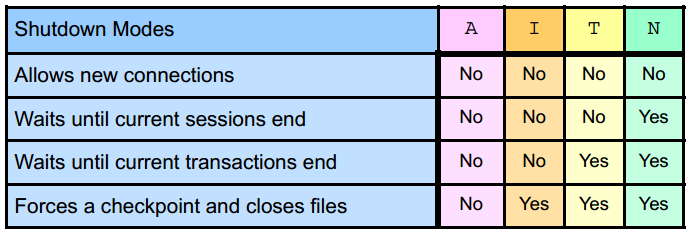 Shutdown Modes A I T N
Allows new connections No No No No
Waits until current sessions end No No No Yes
Waits until current transactions end No No Yes Yes
Forces a checkpoint and closes files No Yes Yes Yes